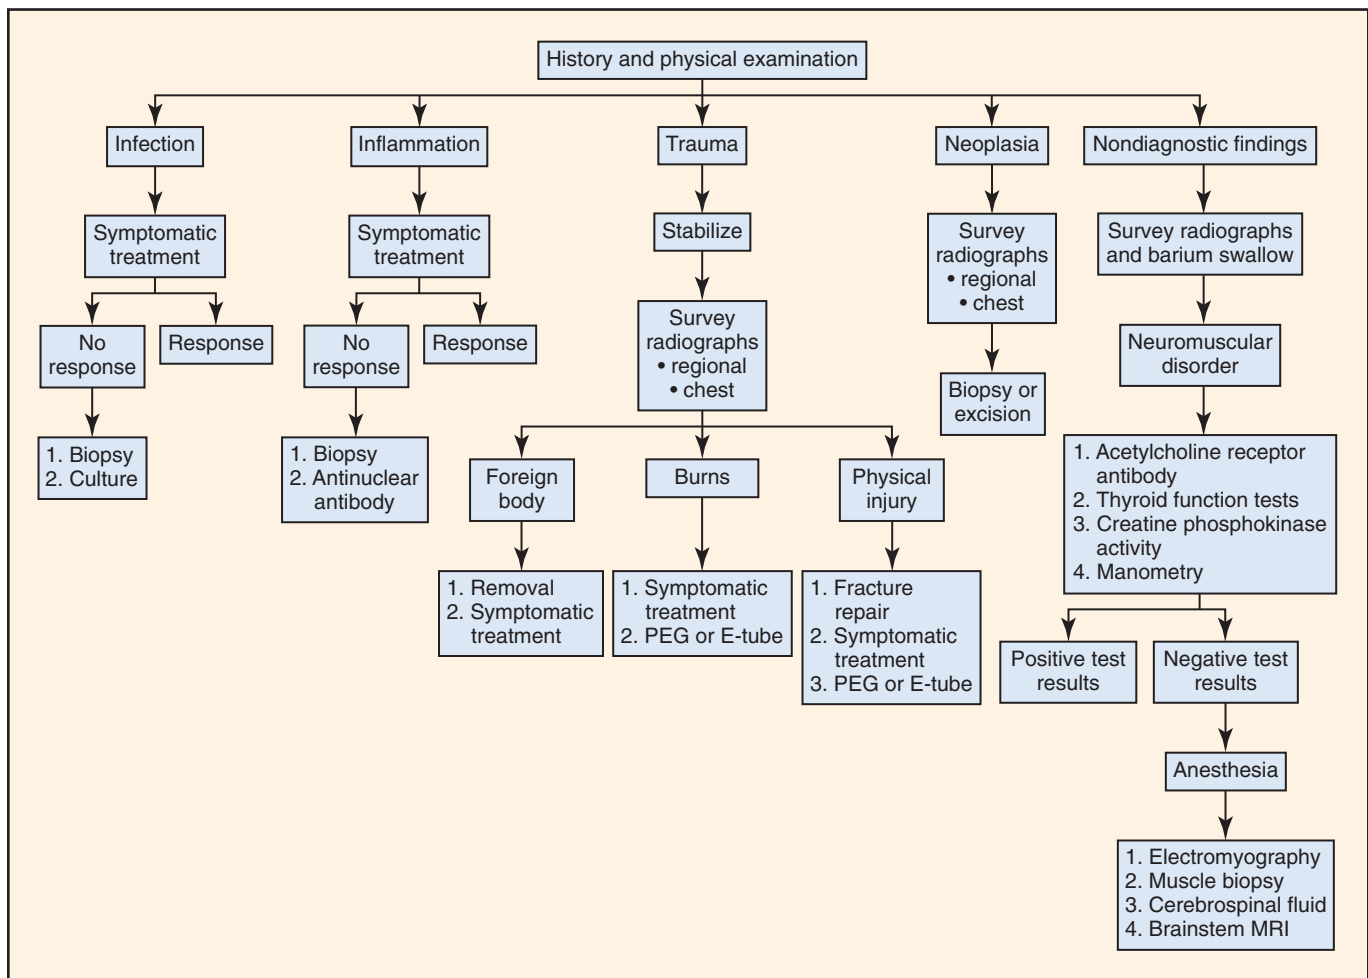 History and physical examination
Infection
Inflammation
Trauma
Neoplasia
Nondiagnostic findings
Symptomatic
treatment
Symptomatic
treatment
Stabilize
Survey
radiographs
• regional
• chest
Survey radiographs
and barium swallow
No
response
Response
No
response
Response
Survey
radiographs
• regional
• chest
Biopsy or
excision
Neuromuscular
disorder
1. Biopsy
2. Culture
1. Biopsy
2. Antinuclear
antibody
Foreign
body
Burns
Physical
injury
1. Acetylcholine receptor
antibody
2. Thyroid function tests
3. Creatine phosphokinase
activity
4. Manometry
1. Removal
2. Symptomatic
treatment
1. Symptomatic
treatment
2. PEG or E-tube
1. Fracture
repair
2. Symptomatic
treatment
3. PEG or E-tube
Positive test
results
Negative test
results
Anesthesia
1. Electromyography
2. Muscle biopsy
3. Cerebrospinal fluid
4. Brainstem MRI